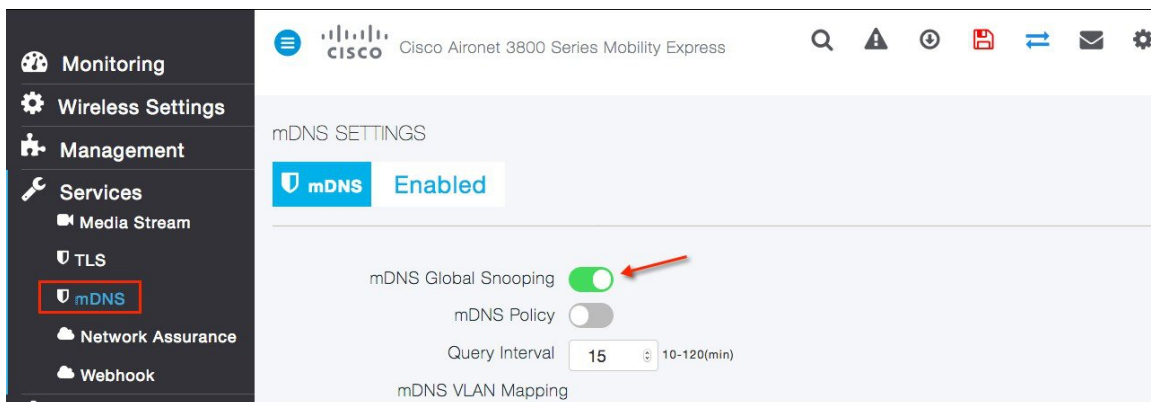 Monitoring
Wireless Settings
Management
Services
Media Stream
TLS
mDNS
Network Assurance
Webhook
CISCO Cisco Aironet 3800 Series Mobility Express
mDNS SETTINGS
mDNS Enabled
mDNS Global Snooping
mDNS Policy
Query Interval 15 10-120(min)
mDNS VLAN Mapping